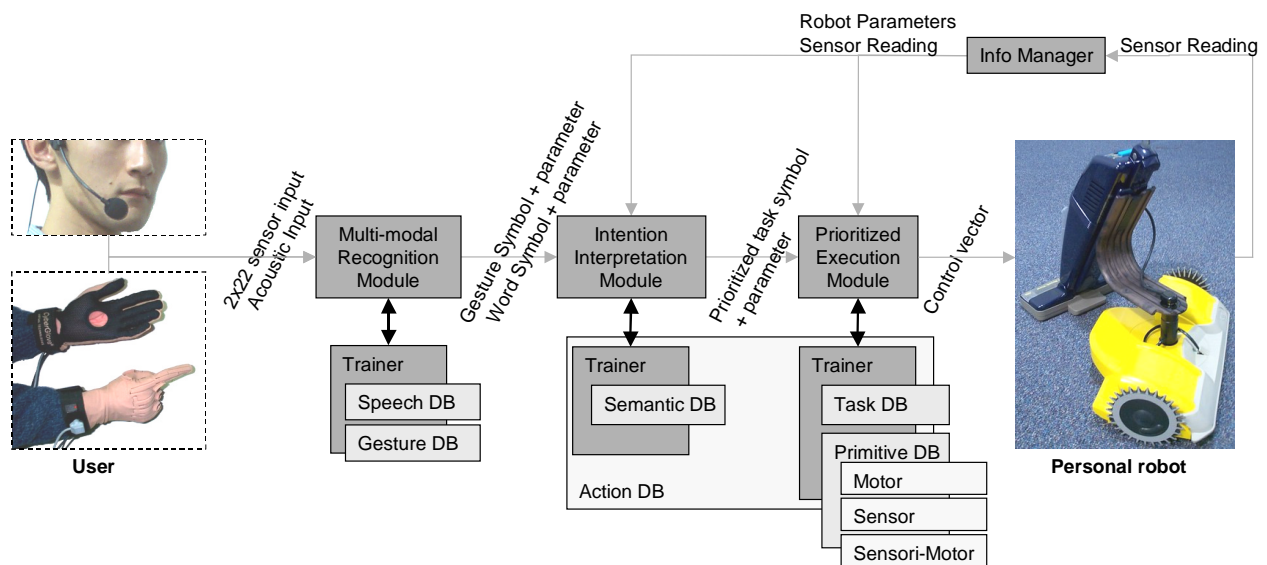 Robot Parameters
Sensor Reading
Info Manager
Sensor Reading
2x22 sensor input
Acoustic Input
Multi-modal
Recognition
Module
Gesture Symbol + parameter
Word Symbol + parameter
Intention
Interpretation
Module
Prioritized task symbol
+ parameter
Prioritized
Execution
Module
Control vector
CyberGlove
User
Trainer
Speech DB
Gesture DB
Trainer
Semantic DB
Action DB
Trainer
Task DB
Primitive DB
Motor
Sensor
Sensori-Motor
Personal robot